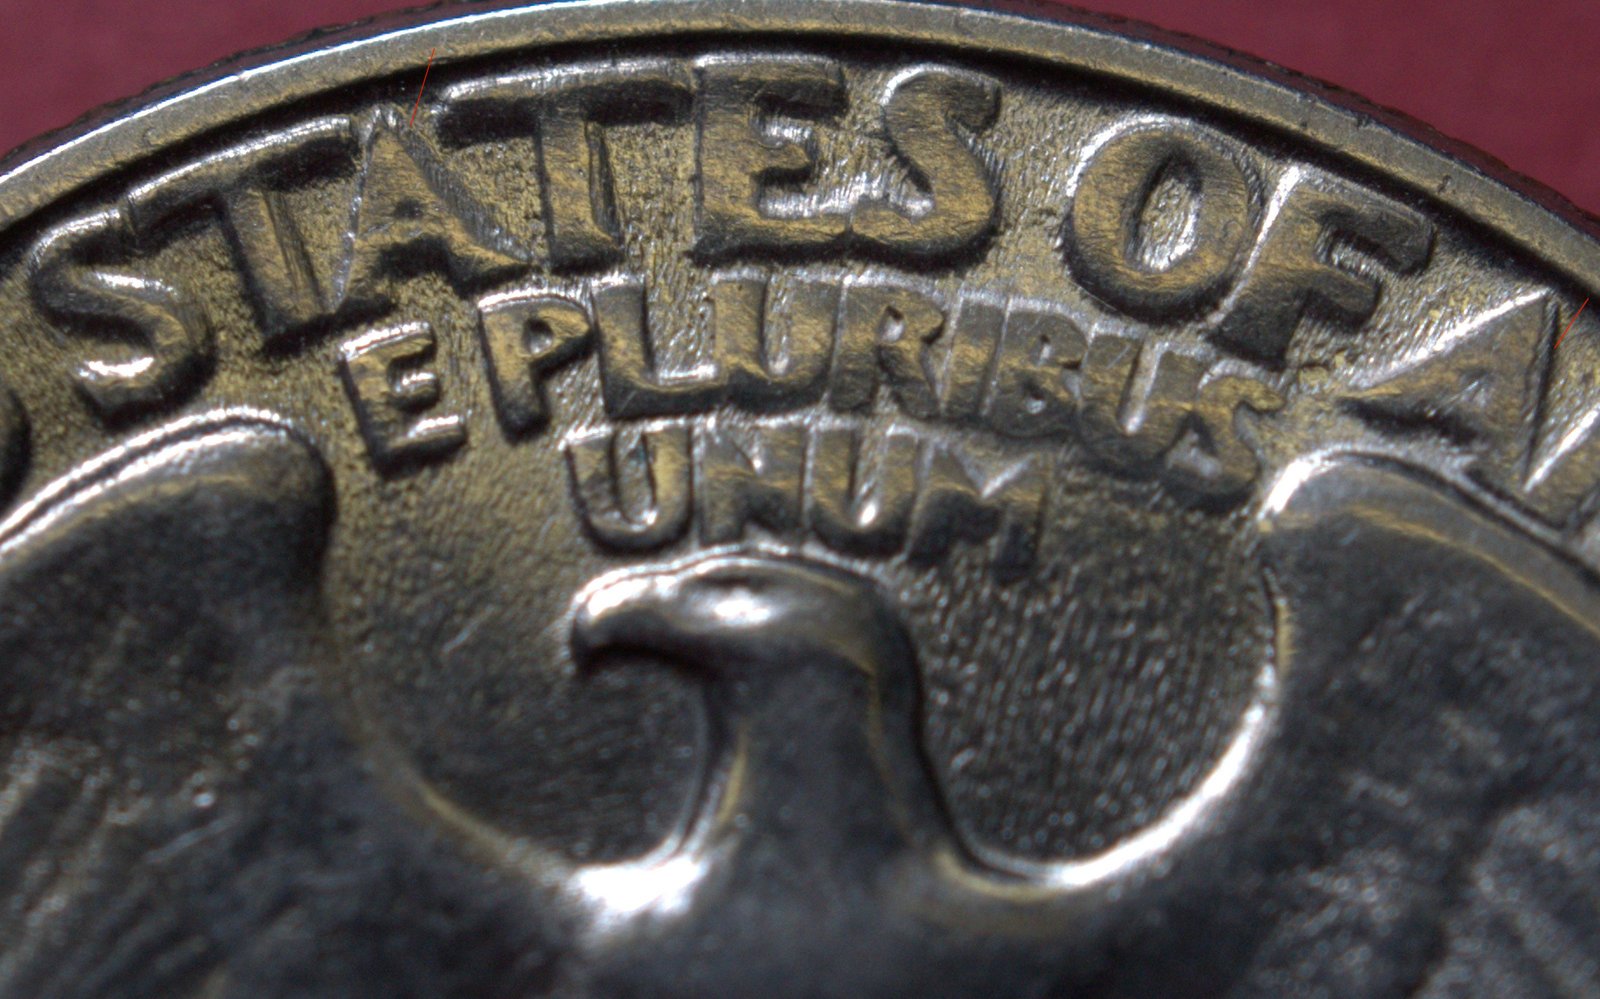 STATES OF A
E PLURIBUS
UNUM